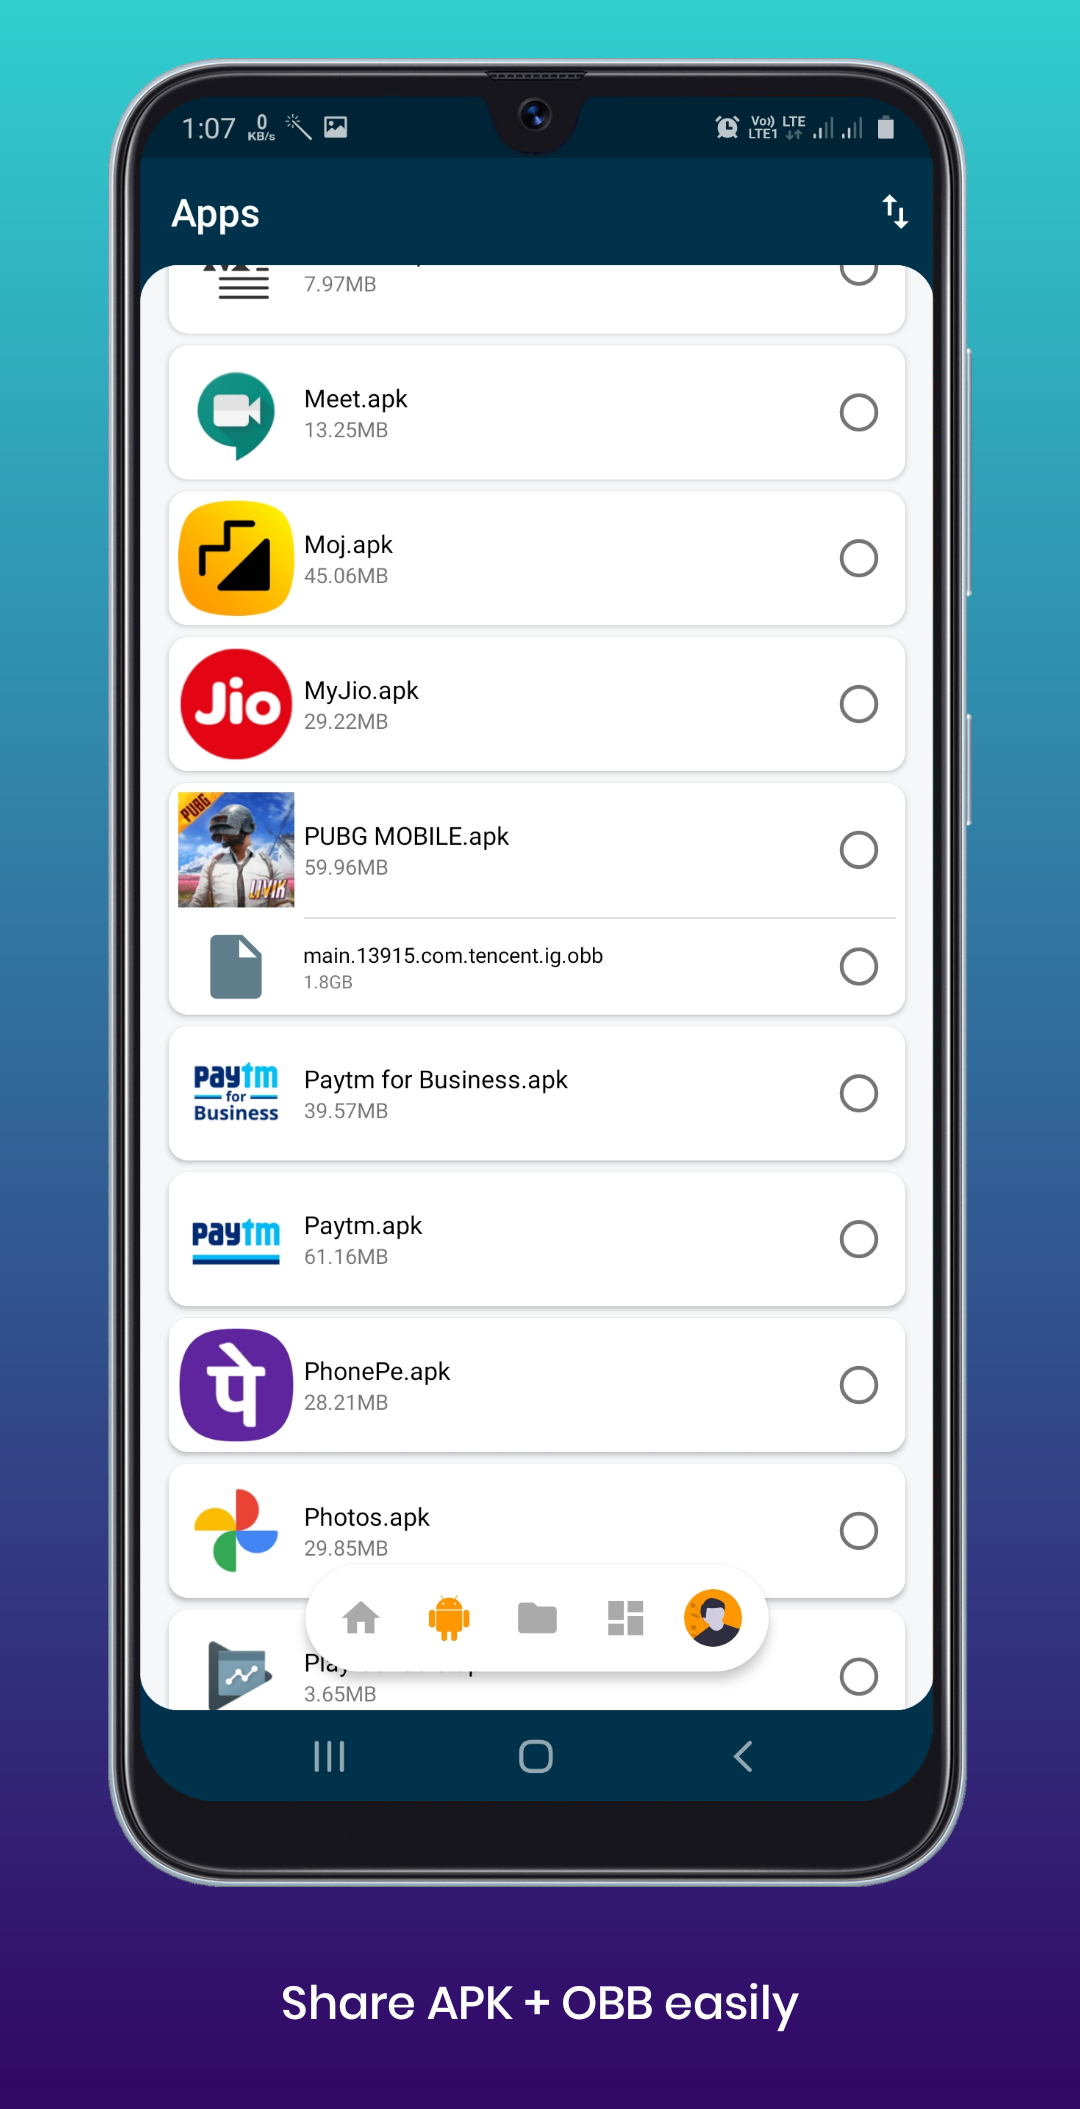 1:07
0
KB/s
Vo))
LTE1
LTE
Apps
7.97MB
Meet.apk
13.25MB
Moj.apk
45.06MB
Jio
MyJio.apk
29.22MB
PUBG
LIVIK
PUBG MOBILE.apk
59.96MB
main.13915.com.tencent.ig.obb
1.8GB
paytm
for
Business
Paytm for Business.apk
39.57MB
paytm
Paytm.apk
61.16MB
पे
PhonePe.apk
28.21MB
Photos.apk
29.85MB
Play
3.65MB
Share APK + OBB easily